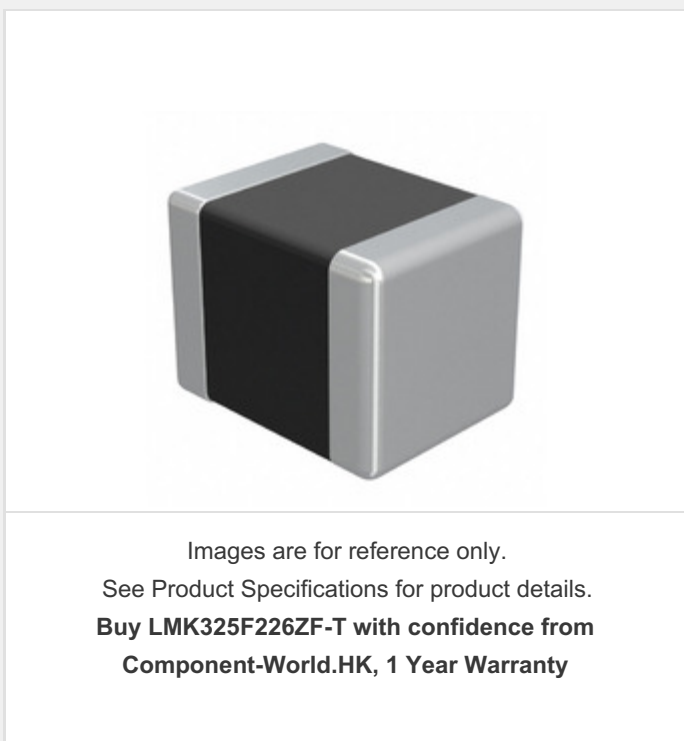 Images are for reference only.
See Product Specifications for product details.
Buy LMK325F226ZF-T with confidence from
Component-World.HK, 1 Year Warranty